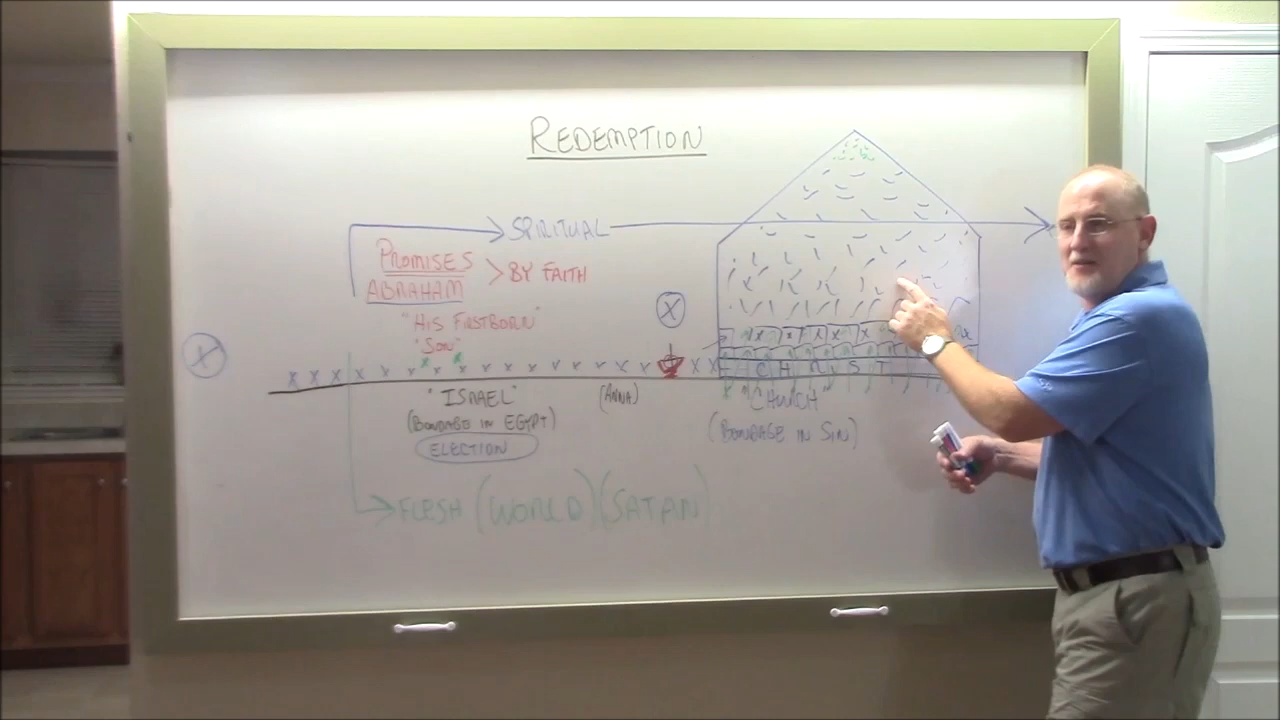 REDEMPTION
SPIRITUAL
PROMISES
ABRAHAM
> BY FAITH
"HIS FIRSTBORN"
"SON"
X
X
CHRIST
"ISRAEL"
(BONDAGE IN EGYPT)
ELECTION
(ANNA)
CHURCH
(BONDAGE IN SIN)
FLESH (WORLD) (SATAN)